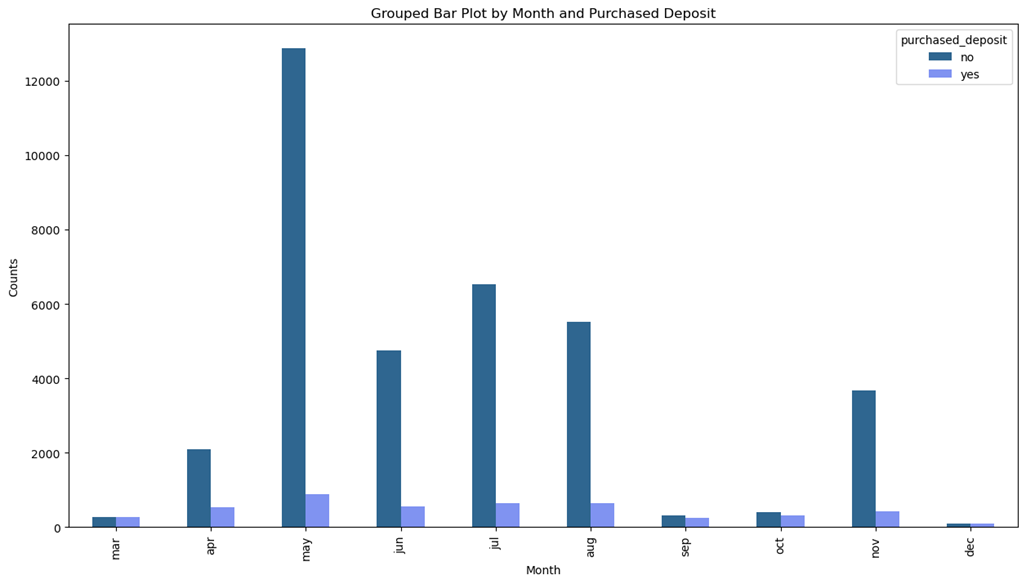 Grouped Bar Plot by Month and Purchased Deposit
purchased_deposit
no
yes
12000
10000
8000
6000
4000
2000
0
Counts
mar apr may jun jul aug sep oct nov dec
Month